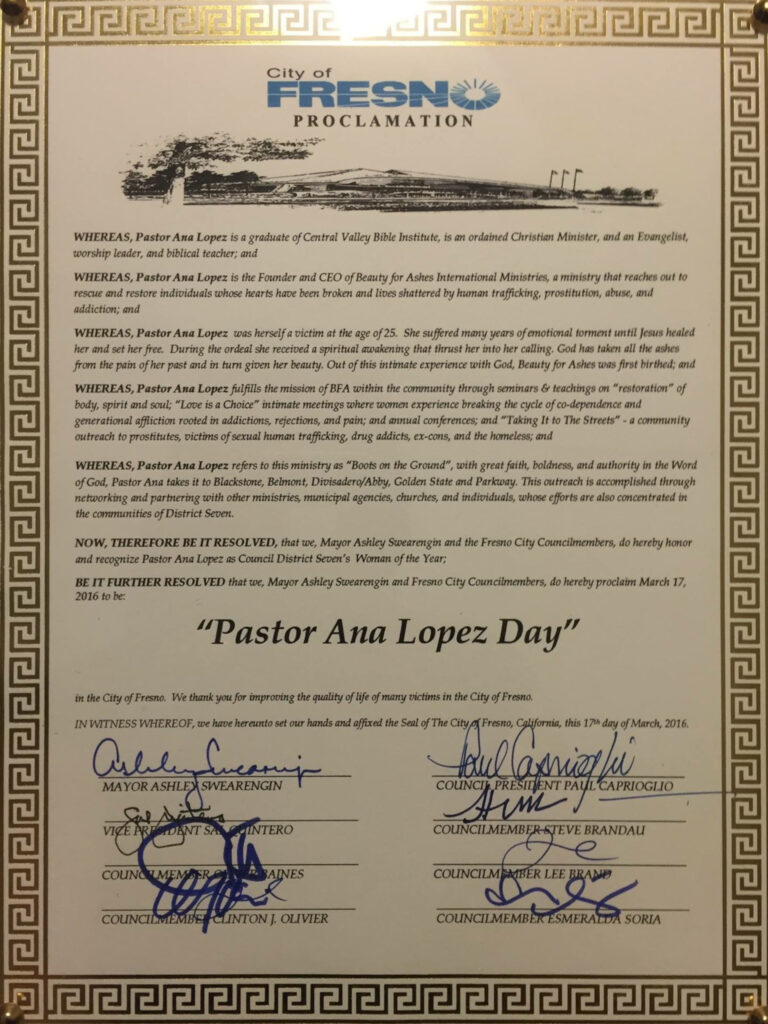 City of
FRESNO
PROCLAMATION
WHEREAS, Pastor Ana Lopez is a graduate of Central Valley Bible Institute, is an ordained Christian Minister, and an Evangelist,
worship leader, and biblical teacher; and
WHEREAS, Pastor Ana Lopez is the Founder and CEO of Beauty for Ashes International Ministries, a ministry that reaches out to
rescue and restore individuals whose hearts have been broken and lives shattered by human trafficking, prostitution, abuse, and
addiction; and
WHEREAS, Pastor Ana Lopez was herself a victim at the age of 25. She suffered many years of emotional torment until Jesus healed
her and set her free. During the ordeal she received a spiritual awakening that thrust her into her calling. God has taken all the ashes
from the pain of her past and in turn given her beauty. Out of this intimate experience with God, Beauty for Ashes was first birthed; and
WHEREAS, Pastor Ana Lopez fulfills the mission of BFA within the community through seminars & teachings on "restoration" of
body, spirit and soul; "Love is a Choice" intimate meetings where women experience breaking the cycle of co-dependence and
generational affliction rooted in addictions, rejections, and pain; and annual conferences; and "Taking It to The Streets" - a community
outreach to prostitutes, victims of sexual human trafficking, drug addicts, ex-cons, and the homeless; and
WHEREAS, Pastor Ana Lopez refers to this ministry as "Boots on the Ground", with great faith, boldness, and authority in the Word
of God, Pastor Ana takes it to Blackstone, Belmont, Divisadero/Abby, Golden State and Parkway. This outreach is accomplished through
networking and partnering with other ministries, municipal agencies, churches, and individuals, whose efforts are also concentrated in
the communities of District Seven.
NOW, THEREFORE BE IT RESOLVED, that we, Mayor Ashley Swearengin and the Fresno City Councilmembers, do hereby honor
and recognize Pastor Ana Lopez as Council District Seven's Woman of the Year;
BE IT FURTHER RESOLVED that we, Mayor Ashley Swearengin and Fresno City Councilmembers, do hereby proclaim March 17,
2016 to be:
"Pastor Ana Lopez Day"
in the City of Fresno. We thank you for improving the quality of life of many victims in the City of Fresno.
IN WITNESS WHEREOF, we have hereunto set our hands and affixed the Seal of The City of Fresno, California, this 17th day of March, 2016.
Ashley Swearengin Paul Caprioglio
MAYOR ASHLEY SWEARENGIN COUNCIL PRESIDENT PAUL CAPRIOGLIO
VICE PRESIDENT SAL QUINTERO COUNCILMEMBER STEVE BRANDAU
COUNCILMEMBER BAINES COUNCILMEMBER LEE BRAND
COUNCILMEMBER CLINTON J. OLIVIER COUNCILMEMBER ESMERALDA SORIA